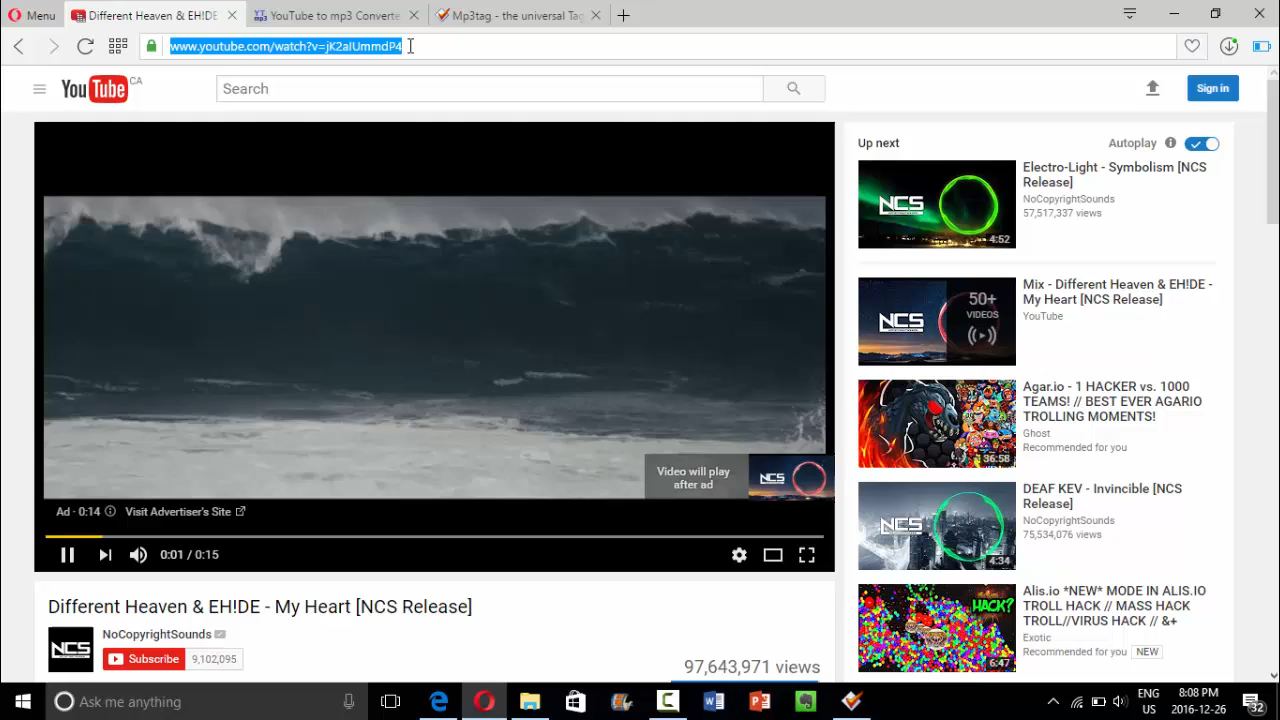 Menu
Different Heaven & EH!DE
YouTube to mp3 Converte
Mp3tag - the universal Tag
www.youtube.com/watch?v=jK2aIUmmdP4
YouTube CA
Search
Sign in
Up next
Autoplay
Electro-Light - Symbolism [NCS
Release]
NoCopyrightSounds
57,517,337 views
NCS
4:52
Mix - Different Heaven & EH!DE -
My Heart [NCS Release]
YouTube
NCS
50+
VIDEOS
Agar.io - 1 HACKER vs. 1000
TEAMS! // BEST EVER AGARIO
TROLLING MOMENTS!
Ghost
Recommended for you
36:58
Video will play
after ad
NCS
DEAF KEV - Invincible [NCS
Release]
NoCopyrightSounds
75,534,076 views
NCS
4:34
Ad · 0:14
Visit Advertiser's Site
0:01 / 0:15
Alis.io *NEW* MODE IN ALIS.IO
TROLL HACK // MASS HACK
TROLL//VIRUS HACK // &+
Exotic
Recommended for you
NEW
HACK?
6:47
Different Heaven & EH!DE - My Heart [NCS Release]
NCS
NoCopyrightSounds
Subscribe
9,102,095
97,643,971 views
Ask me anything
ENG
US
8:08 PM
2016-12-26
32